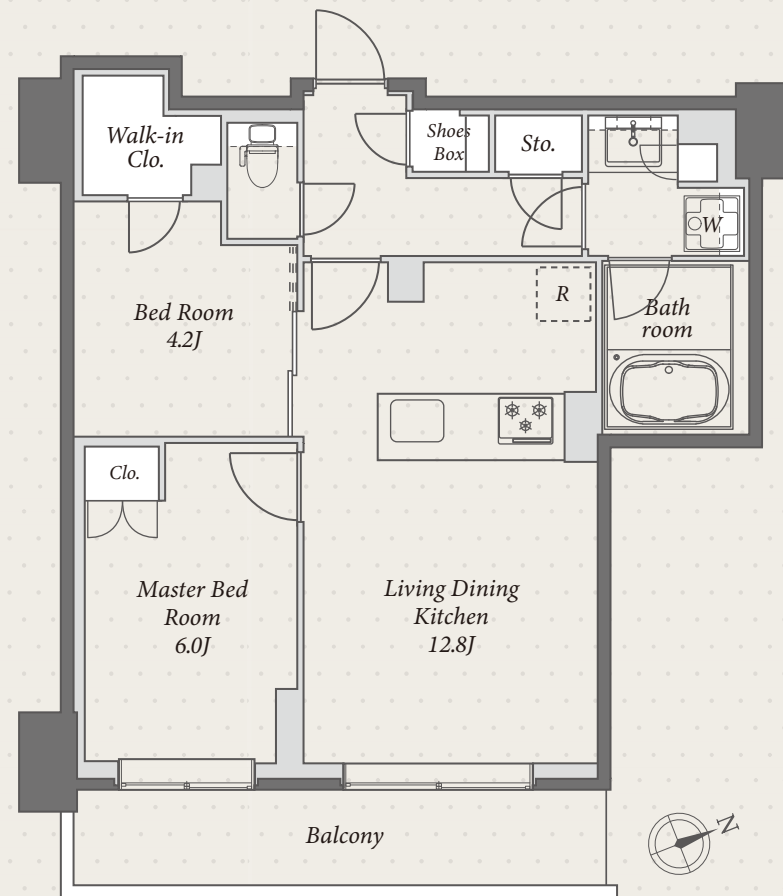 Walk-in
Clo.
Shoes
Box
Sto.
W
Bed Room
4.2J
R
Bath
room
Clo.
Master Bed
Room
6.0J
Living Dining
Kitchen
12.8J
Balcony
N